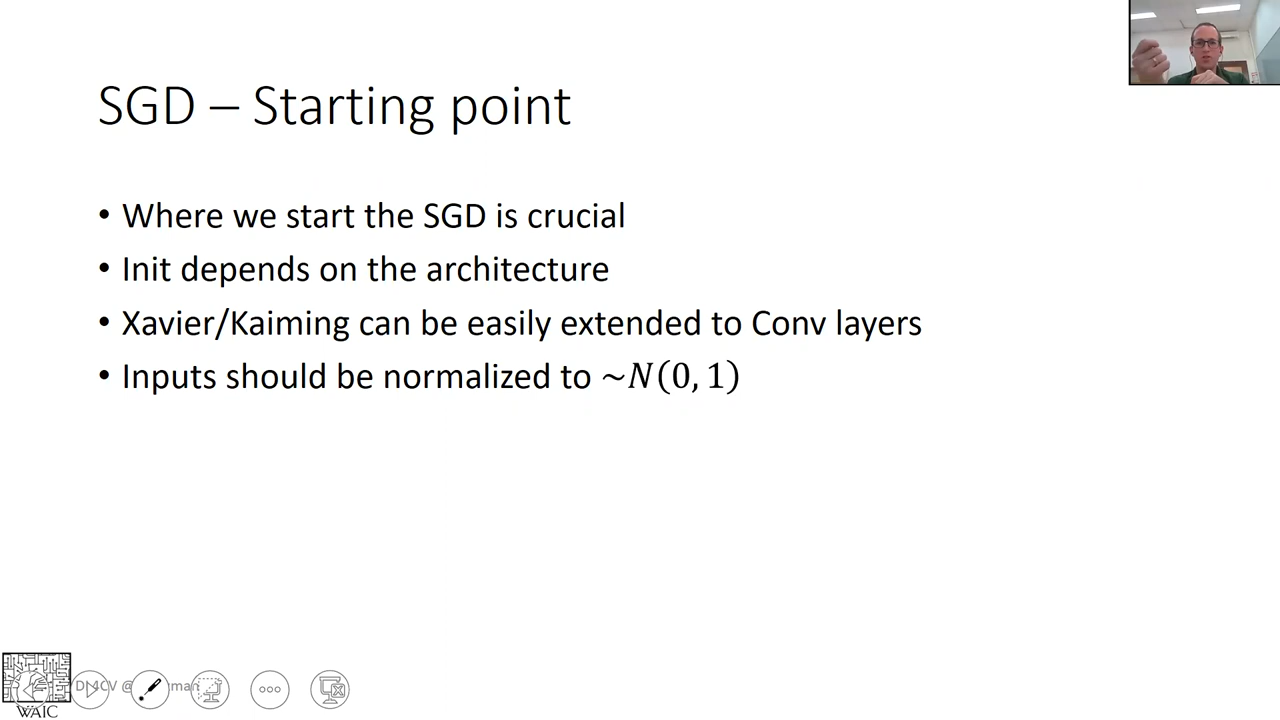 SGD – Starting point
• Where we start the SGD is crucial
• Init depends on the architecture
• Xavier/Kaiming can be easily extended to Conv layers
• Inputs should be normalized to ~N(0, 1)
WAIC